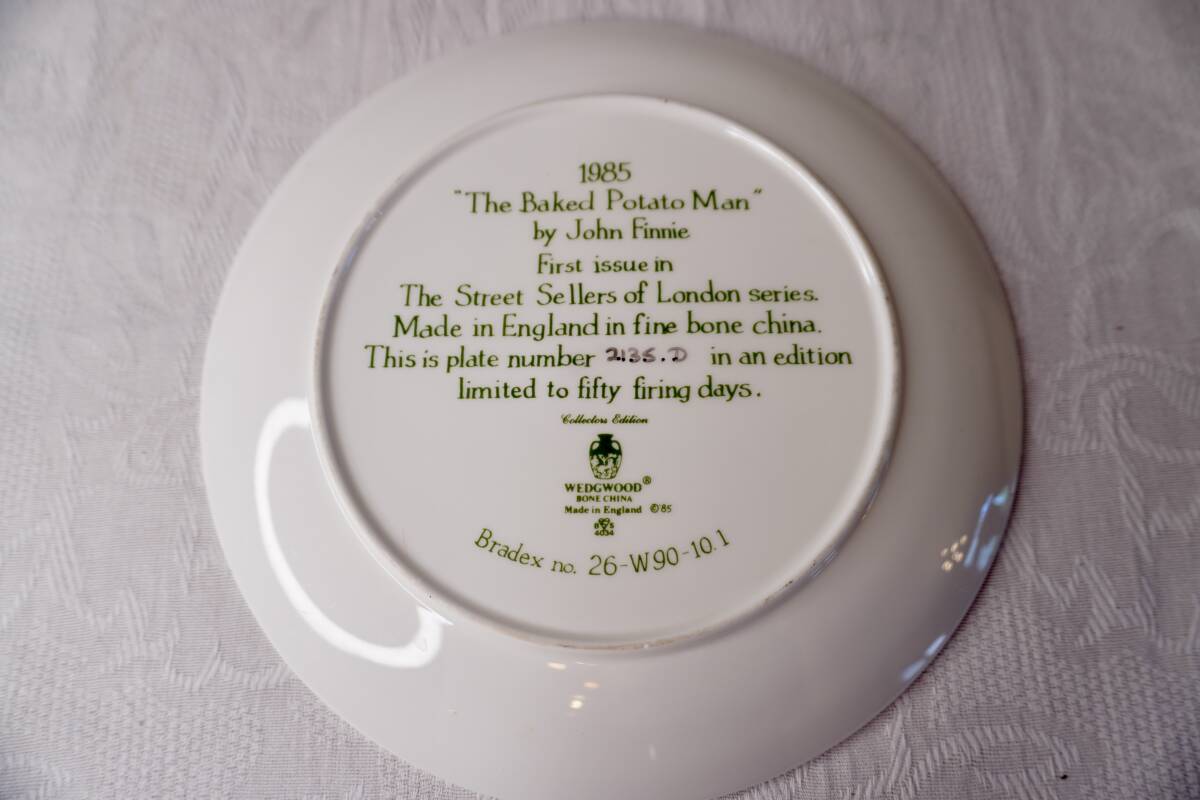 1985
"The Baked Potato Man"
by John Finnie
First issue in
The Street Sellers of London series.
Made in England in fine bone china.
This is plate number 2135.D in an edition
limited to fifty firing days.
Collectors Edition
WEDGWOOD®
BONE CHINA
Made in England ©'85
Bradex no. 26-W90-10.1